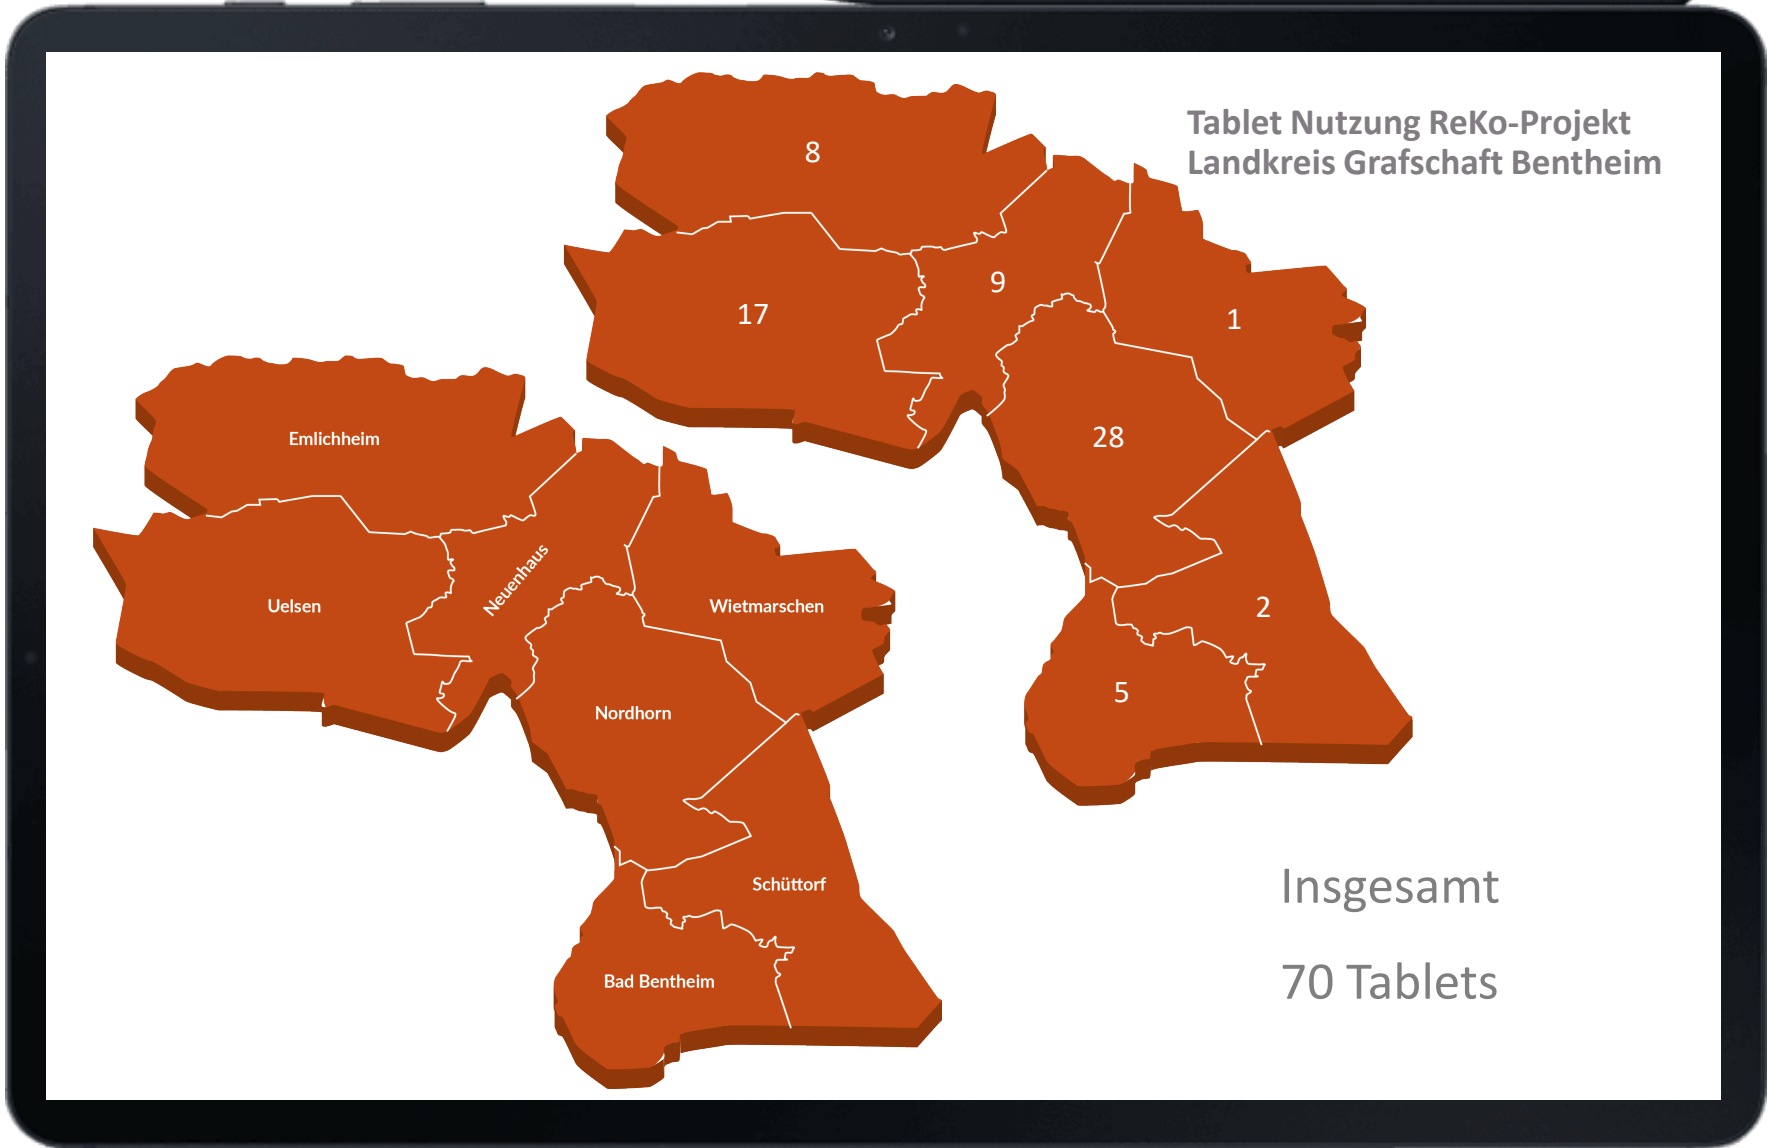 Tablet Nutzung ReKo-Projekt
Landkreis Grafschaft Bentheim
8
9
17
1
28
2
5
Emlichheim
Neuenhaus
Uelsen
Wietmarschen
Nordhorn
Schüttorf
Bad Bentheim
Insgesamt
70 Tablets